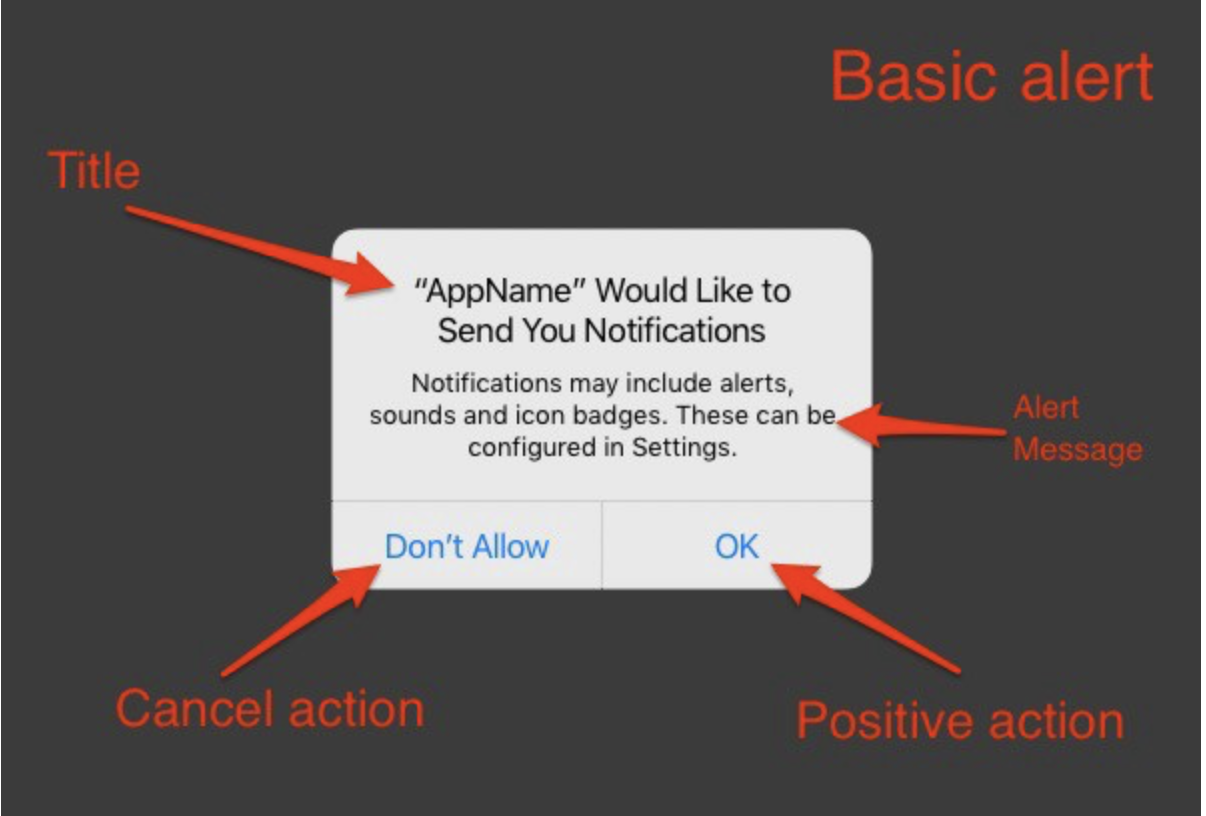 Basic alert
Title
“AppName” Would Like to
Send You Notifications
Notifications may include alerts,
sounds and icon badges. These can be
configured in Settings.
Alert
Message
Don’t Allow
OK
Cancel action
Positive action